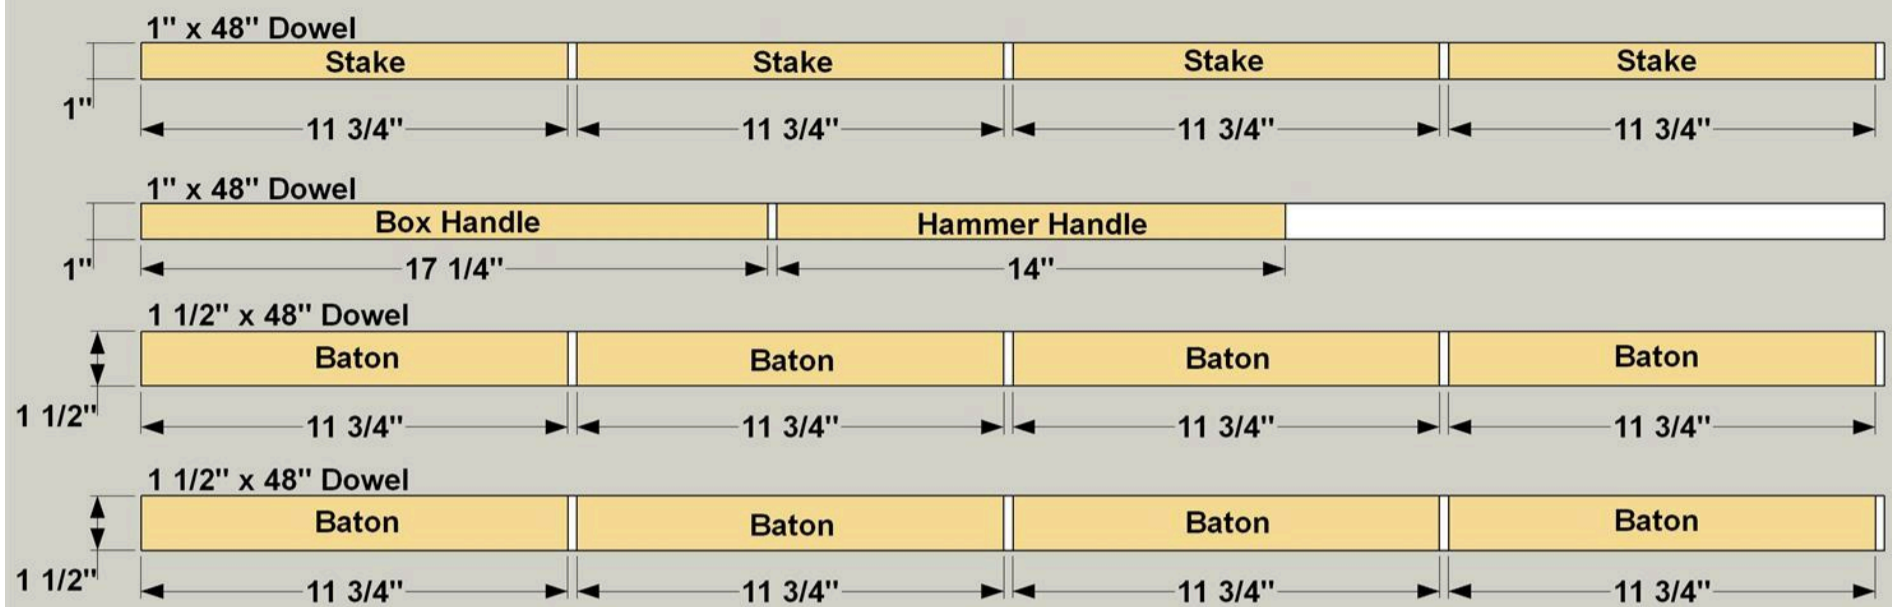 1" x 48" Dowel
Stake Stake Stake Stake
1"
11 3/4" 11 3/4" 11 3/4" 11 3/4"
1" x 48" Dowel
Box Handle Hammer Handle
1"
17 1/4" 14"
1 1/2" x 48" Dowel
Baton Baton Baton Baton
1 1/2"
11 3/4" 11 3/4" 11 3/4" 11 3/4"
1 1/2" x 48" Dowel
Baton Baton Baton Baton
1 1/2"
11 3/4" 11 3/4" 11 3/4" 11 3/4"